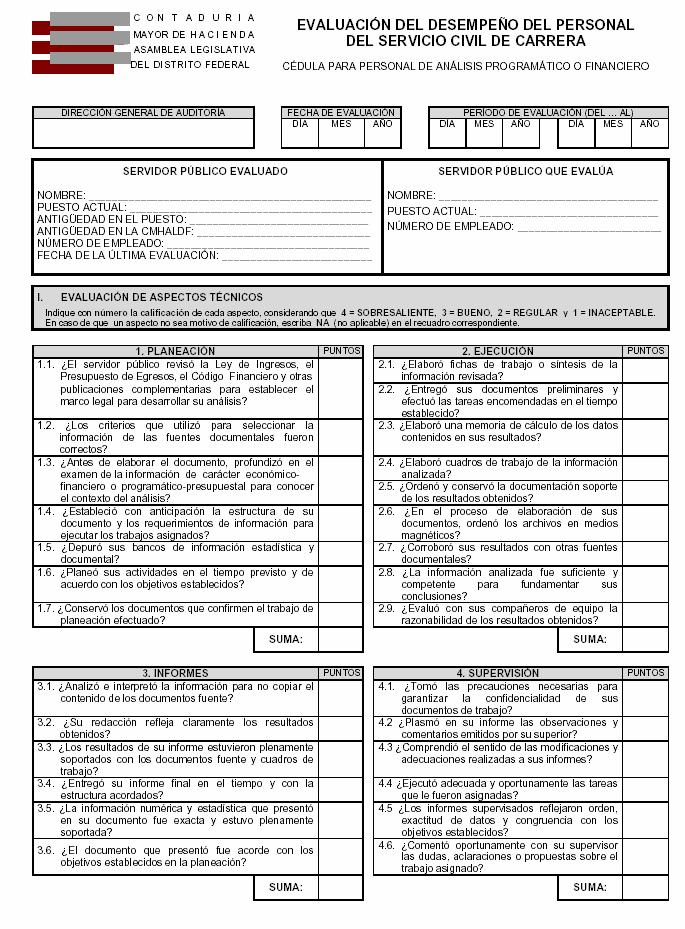 CONTADURIA
MAYOR DE HACIENDA
ASAMBLEA LEGISLATIVA
DEL DISTRITO FEDERAL
EVALUACIÓN DEL DESEMPEÑO DEL PERSONAL
DEL SERVICIO CIVIL DE CARRERA
CÉDULA PARA PERSONAL DE ANÁLISIS PROGRAMÁTICO O FINANCIERO
DIRECCIÓN GENERAL DE AUDITORÍA
FECHA DE EVALUACIÓN
DÍA MES AÑO
PERÍODO DE EVALUACIÓN (DEL ... AL)
DÍA MES AÑO DÍA MES AÑO
SERVIDOR PÚBLICO EVALUADO
NOMBRE:
PUESTO ACTUAL:
ANTIGÜEDAD EN EL PUESTO:
ANTIGÜEDAD EN LA CMHALDF:
NÚMERO DE EMPLEADO:
FECHA DE LA ÚLTIMA EVALUACIÓN:
SERVIDOR PÚBLICO QUE EVALÚA
NOMBRE:
PUESTO ACTUAL:
NÚMERO DE EMPLEADO:
I. EVALUACIÓN DE ASPECTOS TÉCNICOS
Indique con número la calificación de cada aspecto, considerando que 4 = SOBRESALIENTE, 3 = BUENO, 2 = REGULAR y 1 = INACEPTABLE.
En caso de que un aspecto no sea motivo de calificación, escriba NA (no aplicable) en el recuadro correspondiente.
1. PLANEACIÓN PUNTOS
1.1. ¿El servidor público revisó la Ley de Ingresos, el
Presupuesto de Egresos, el Código Financiero y otras
publicaciones complementarias para establecer el
marco legal para desarrollar su análisis?
1.2. ¿Los criterios que utilizó para seleccionar la
información de las fuentes documentales fueron
correctos?
1.3. ¿Antes de elaborar el documento, profundizó en el
examen de la información de carácter económico-
financiero o programático-presupuestal para conocer
el contexto del análisis?
1.4. ¿Estableció con anticipación la estructura de su
documento y los requerimientos de información para
ejecutar los trabajos asignados?
1.5. ¿Depuró sus bancos de información estadística y
documental?
1.6. ¿Planeó sus actividades en el tiempo previsto y de
acuerdo con los objetivos establecidos?
1.7. ¿Conservó los documentos que confirmen el trabajo de
planeación efectuado?
SUMA:
2. EJECUCIÓN PUNTOS
2.1. ¿Elaboró fichas de trabajo o síntesis de la
información revisada?
2.2. ¿Entregó sus documentos preliminares y
efectuó las tareas encomendadas en el tiempo
establecido?
2.3. ¿Elaboró una memoria de cálculo de los datos
contenidos en sus resultados?
2.4. ¿Elaboró cuadros de trabajo de la información
analizada?
2.5. ¿Ordenó y conservó la documentación soporte
de los resultados obtenidos?
2.6. ¿En el proceso de elaboración de sus
documentos, ordenó los archivos en medios
magnéticos?
2.7. ¿Corroboró sus resultados con otras fuentes
documentales?
2.8. ¿La información analizada fue suficiente y
competente para fundamentar sus
conclusiones?
2.9. ¿Evaluó con sus compañeros de equipo la
razonabilidad de los resultados obtenidos?
SUMA:
3. INFORMES PUNTOS
3.1. ¿Analizó e interpretó la información para no copiar el
contenido de los documentos fuente?
3.2. ¿Su redacción refleja claramente los resultados
obtenidos?
3.3. ¿Los resultados de su informe estuvieron plenamente
soportados con los documentos fuente y cuadros de
trabajo?
3.4. ¿Entregó su informe final en el tiempo y con la
estructura acordados?
3.5. ¿La información numérica y estadística que presentó
en su documento fue exacta y estuvo plenamente
soportada?
3.6. ¿El documento que presentó fue acorde con los
objetivos establecidos en la planeación?
SUMA:
4. SUPERVISIÓN PUNTOS
4.1. ¿Tomó las precauciones necesarias para
garantizar la confidencialidad de sus
documentos de trabajo?
4.2 ¿Plasmó en su informe las observaciones y
comentarios emitidos por su superior?
4.3 ¿Comprendió el sentido de las modificaciones y
adecuaciones realizadas a sus informes?
4.4 ¿Ejecutó adecuada y oportunamente las tareas
que le fueron asignadas?
4.5 ¿Los informes supervisados reflejaron orden,
exactitud de datos y congruencia con los
objetivos establecidos?
4.6. ¿Comentó oportunamente con su supervisor
las dudas, aclaraciones o propuestas sobre el
trabajo asignado?
SUMA: